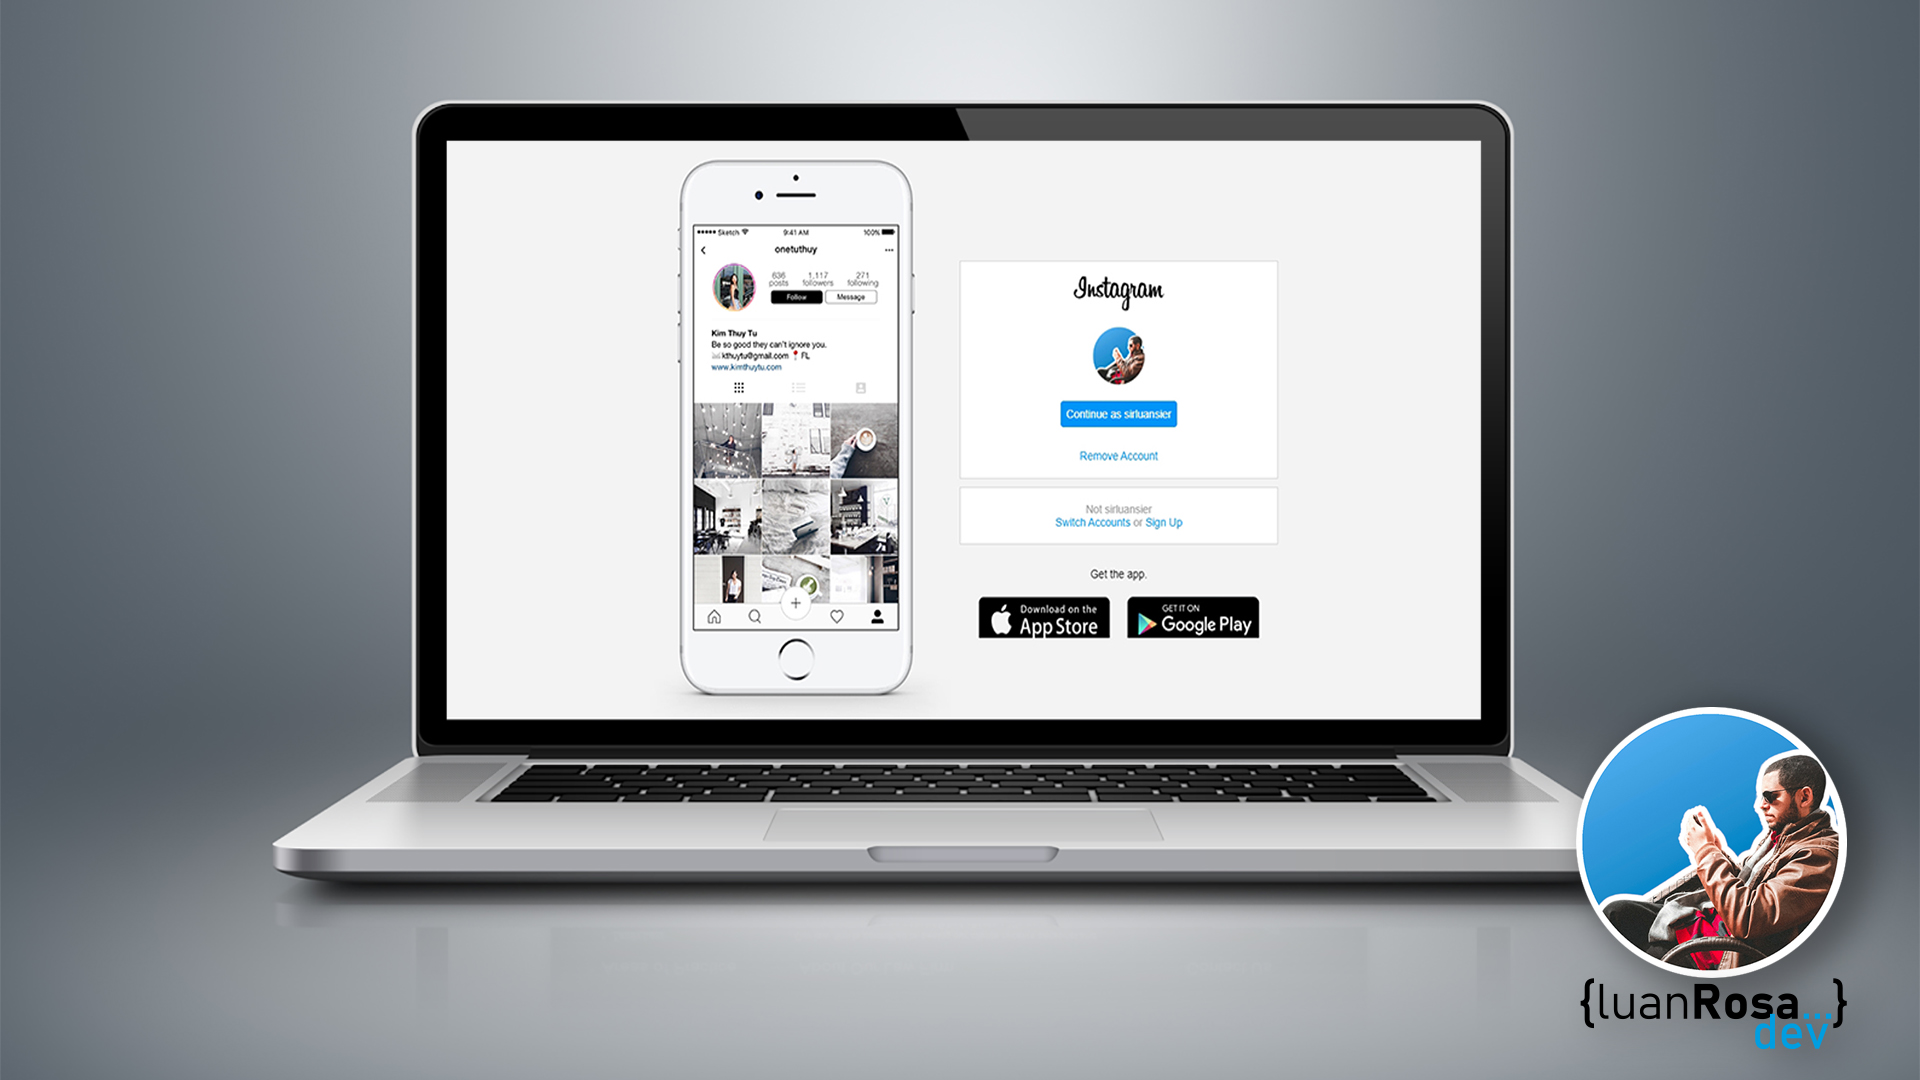 Sketch 9:41 AM 100%
onetuthuy
636 1,117 271
posts followers following
Follow Message
Kim Thuy Tu
Be so good they can't ignore you.
kthuytu@gmail.com FL
www.kimthuytu.com
Instagram
Continue as sirluansier
Remove Account
Not sirluansier
Switch Accounts or Sign Up
Get the app.
Download on the
App Store
GET IT ON
Google Play
{luanRosa...}
dev